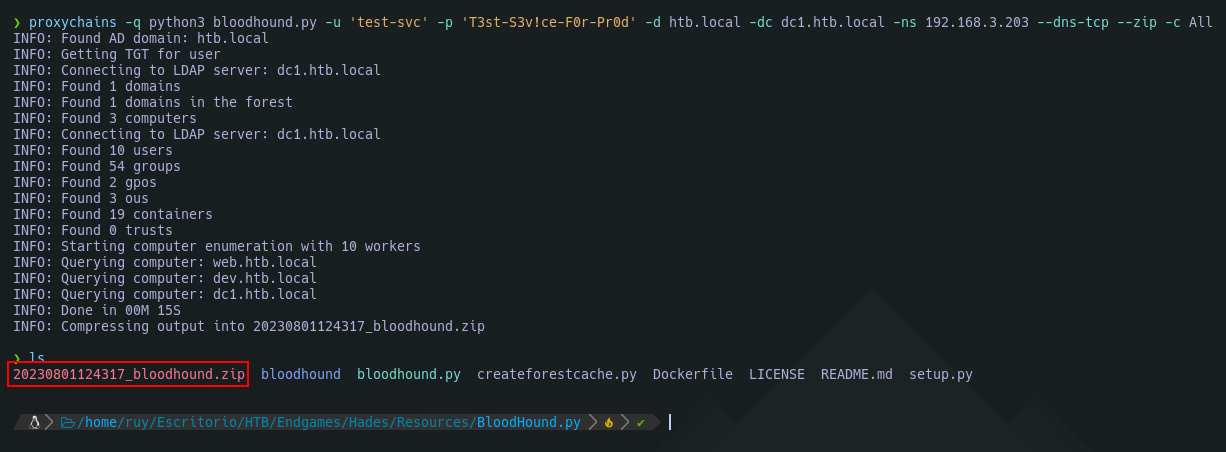 ❯ proxychains -q python3 bloodhound.py -u 'test-svc' -p 'T3st-S3v!ce-F0r-Pr0d' -d htb.local -dc dc1.htb.local -ns 192.168.3.203 --dns-tcp --zip -c All
INFO: Found AD domain: htb.local
INFO: Getting TGT for user
INFO: Connecting to LDAP server: dc1.htb.local
INFO: Found 1 domains
INFO: Found 1 domains in the forest
INFO: Found 3 computers
INFO: Connecting to LDAP server: dc1.htb.local
INFO: Found 10 users
INFO: Found 54 groups
INFO: Found 2 gpos
INFO: Found 3 ous
INFO: Found 19 containers
INFO: Found 0 trusts
INFO: Starting computer enumeration with 10 workers
INFO: Querying computer: web.htb.local
INFO: Querying computer: dev.htb.local
INFO: Querying computer: dc1.htb.local
INFO: Done in 00M 15S
INFO: Compressing output into 20230801124317_bloodhound.zip
❯ ls
20230801124317_bloodhound.zip bloodhound bloodhound.py createforestcache.py Dockerfile LICENSE README.md setup.py
/home/ruy/Escritorio/HTB/Endgames/Hades/Resources/BloodHound.py